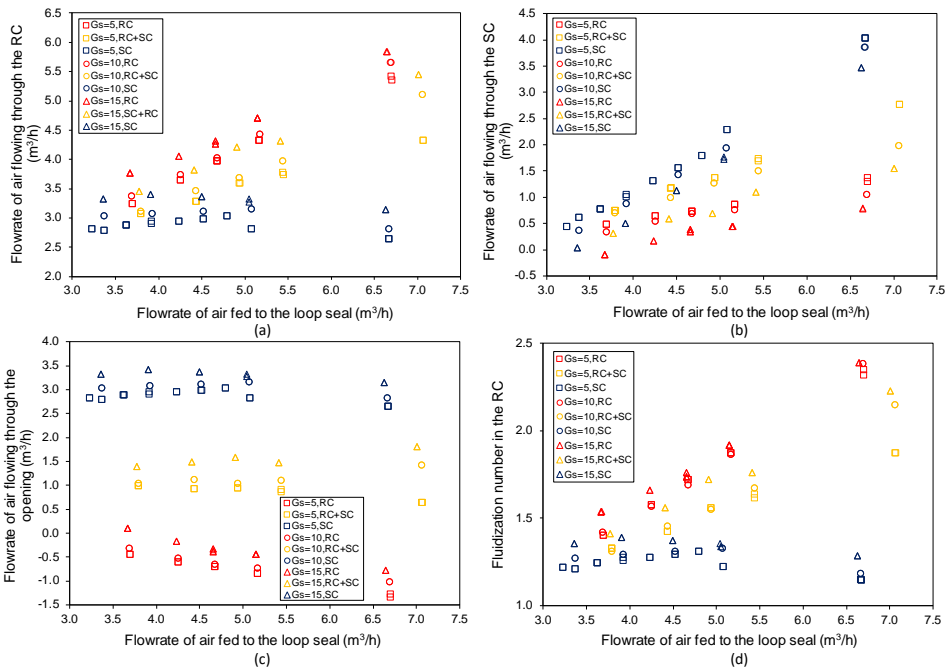 6.5
6.0
5.5
5.0
4.5
4.0
3.5
3.0
2.5
2.0
Flowrate of air flowing through the RC
(m³/h)
Gs=5,RC
Gs=5,RC+SC
Gs=5,SC
Gs=10,RC
Gs=10,RC+SC
Gs=10,SC
Gs=15,RC
Gs=15,SC+RC
Gs=15,SC
3.0 3.5 4.0 4.5 5.0 5.5 6.0 6.5 7.0 7.5
Flowrate of air fed to the loop seal (m³/h)
(a)
4.5
4.0
3.5
3.0
2.5
2.0
1.5
1.0
0.5
0.0
-0.5
Flowrate of air flowing through the SC
(m³/h)
Gs=5,RC
Gs=5,RC+SC
Gs=5,SC
Gs=10,RC
Gs=10,RC+SC
Gs=10,SC
Gs=15,RC
Gs=15,RC+SC
Gs=15,SC
3.0 3.5 4.0 4.5 5.0 5.5 6.0 6.5 7.0 7.5
Flowrate of air fed to the loop seal (m³/h)
(b)
4.0
3.5
3.0
2.5
2.0
1.5
1.0
0.5
0.0
-0.5
-1.0
-1.5
Flowrate of air flowing through the
opening (m³/h)
Gs=5,RC
Gs=5,RC+SC
Gs=5,SC
Gs=10,RC
Gs=10,RC+SC
Gs=10,SC
Gs=15,RC
Gs=15,RC+SC
Gs=15,SC
3.0 3.5 4.0 4.5 5.0 5.5 6.0 6.5 7.0 7.5
Flowrate of air fed to the loop seal (m³/h)
(c)
2.5
2.0
1.5
1.0
Fluidization number in the RC
Gs=5,RC
Gs=5,RC+SC
Gs=5,SC
Gs=10,RC
Gs=10,RC+SC
Gs=10,SC
Gs=15,RC
Gs=15,RC+SC
Gs=15,SC
3.0 3.5 4.0 4.5 5.0 5.5 6.0 6.5 7.0 7.5
Flowrate of air fed to the loop seal (m³/h)
(d)